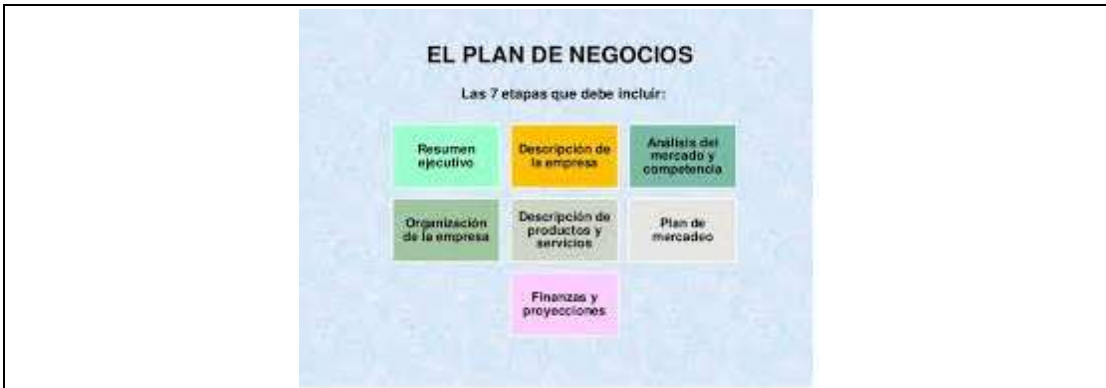 EL PLAN DE NEGOCIOS
Las 7 etapas que debe incluír:
Resumen
ejecutivo
Descripción de
la empresa
Análisis del
mercado y
competencia
Organización
de la empresa
Descripción de
productos y
servicios
Plan de
mercadeo
Finanzas y
proyecciones